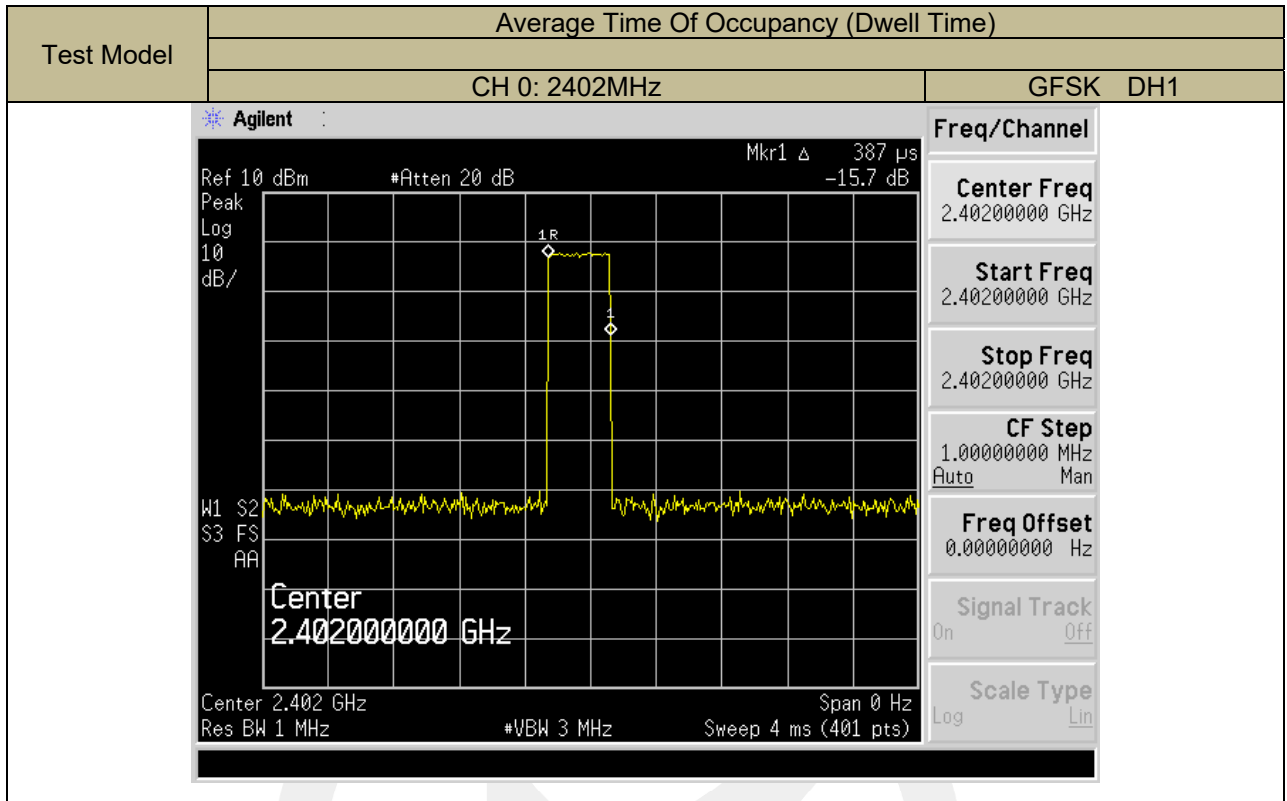 Test Model
Average Time Of Occupancy (Dwell Time)
CH 0: 2402MHz
GFSK DH1
Agilent
Freq/Channel
Mkr1 Δ 387 µs
Ref 10 dBm #Atten 20 dB -15.7 dB
Peak
Log
10
dB/
1R
1
W1 S2
S3 FS
AA
Center
2.402000000 GHz
Center 2.402 GHz Span 0 Hz
Res BW 1 MHz #VBW 3 MHz Sweep 4 ms (401 pts)
Center Freq
2.40200000 GHz
Start Freq
2.40200000 GHz
Stop Freq
2.40200000 GHz
CF Step
1.00000000 MHz
Auto Man
Freq Offset
0.00000000 Hz
Signal Track
On Off
Scale Type
Log Lin